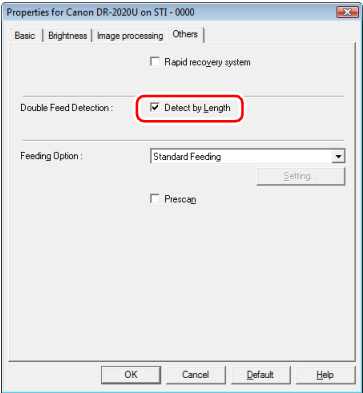 Properties for Canon DR-2020U on STI - 0000
Basic Brightness Image processing Others
Rapid recovery system
Double Feed Detection : Detect by Length
Feeding Option : Standard Feeding
Setting...
Prescan
OK Cancel Default Help